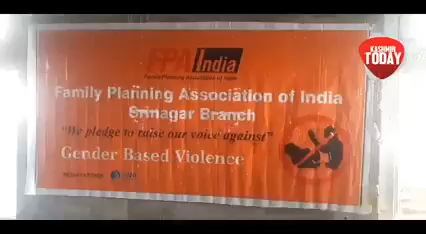 KASHMIR
TODAY
FPA India
Family Planning Association of India
Family Planning Association of India
Srinagar Branch
"We pledge to raise our voice against"
Gender Based Violence